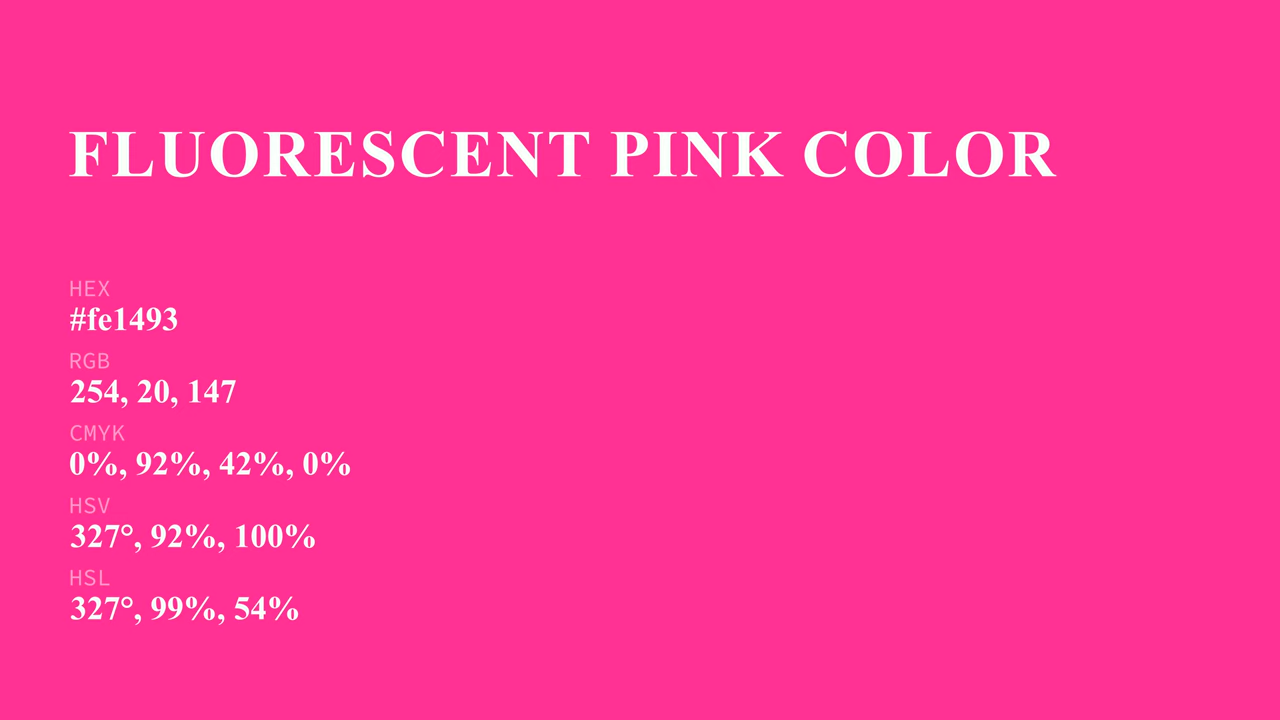 FLUORESCENT PINK COLOR
HEX
#fe1493
RGB
254, 20, 147
CMYK
0%, 92%, 42%, 0%
HSV
327°, 92%, 100%
HSL
327°, 99%, 54%